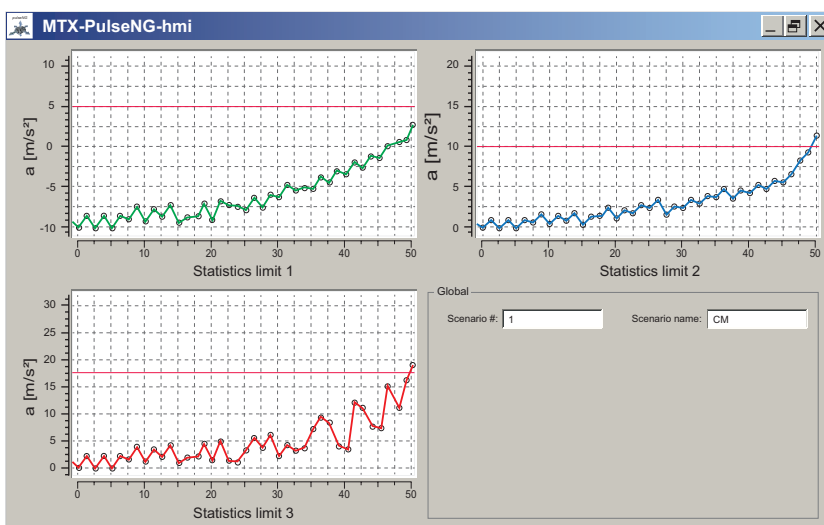 MTX-PulseNG-hmi
10
5
0
-5
-10
a [m/s²]
0 10 20 30 40 50
Statistics limit 1
20
15
10
5
0
a [m/s²]
0 10 20 30 40 50
Statistics limit 2
30
25
20
15
10
5
0
a [m/s²]
0 10 20 30 40 50
Statistics limit 3
Global
Scenario #: 1 Scenario name: CM